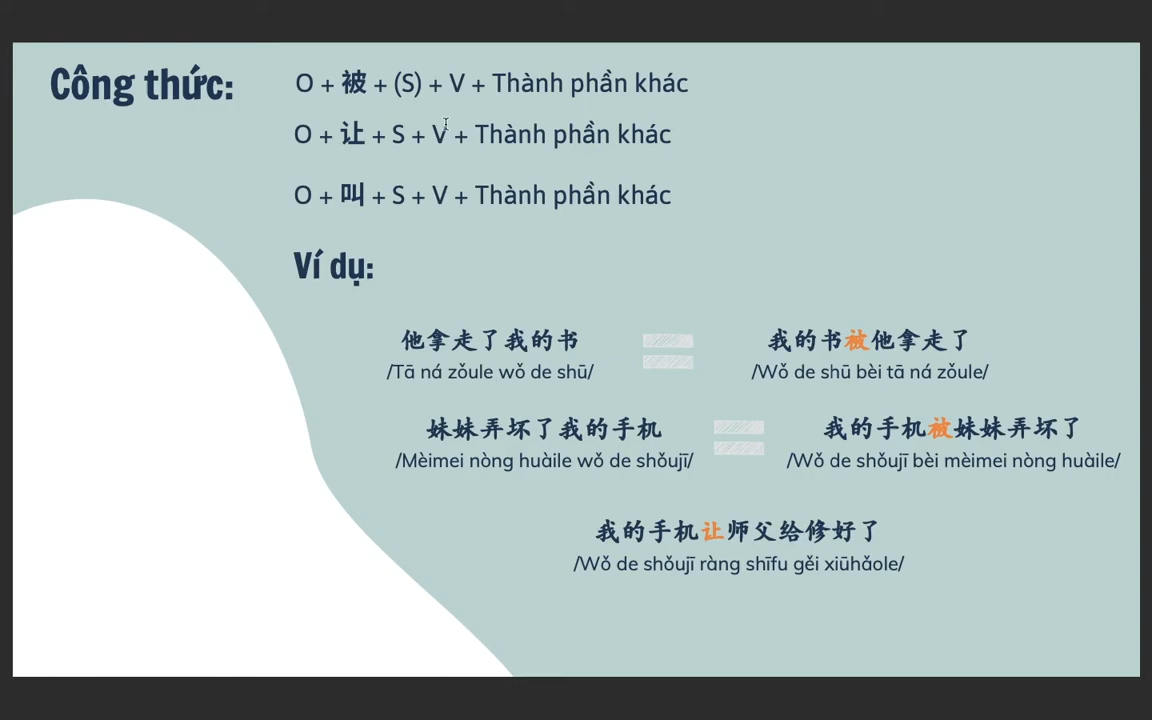 Công thức:
O + 被 + (S) + V + Thành phần khác
O + 让 + S + V + Thành phần khác
O + 叫 + S + V + Thành phần khác
Ví dụ:
他拿走了我的书
/Tā ná zǒule wǒ de shū/
我的书被他拿走了
/Wǒ de shū bèi tā ná zǒule/
妹妹弄坏了我的手机
/Mèimei nòng huàile wǒ de shǒujī/
我的手机被妹妹弄坏了
/Wǒ de shǒujī bèi mèimei nòng huàile/
我的手机让师父给修好了
/Wǒ de shǒujī ràng shīfu gěi xiūhǎole/